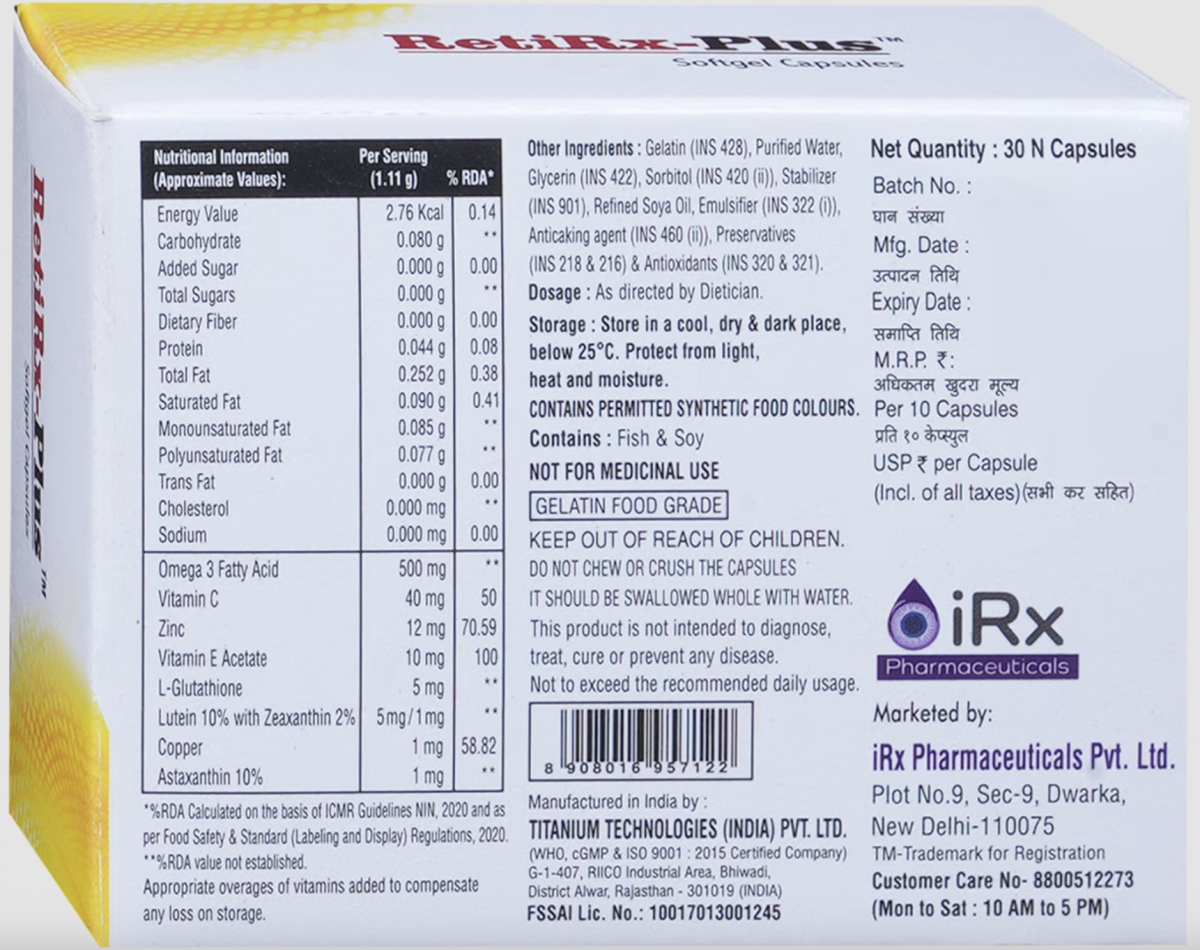 RetiRx-Plus™
Softgel Capsules
RetiRx-Plus™
Softgel Capsules
Nutritional Information (Approximate Values): Per Serving (1.11 g) % RDA*
Energy Value 2.76 Kcal 0.14
Carbohydrate 0.080 g **
Added Sugar 0.000 g 0.00
Total Sugars 0.000 g **
Dietary Fiber 0.000 g 0.00
Protein 0.044 g 0.08
Total Fat 0.252 g 0.38
Saturated Fat 0.090 g 0.41
Monounsaturated Fat 0.085 g **
Polyunsaturated Fat 0.077 g **
Trans Fat 0.000 g 0.00
Cholesterol 0.000 mg **
Sodium 0.000 mg 0.00
Omega 3 Fatty Acid 500 mg **
Vitamin C 40 mg 50
Zinc 12 mg 70.59
Vitamin E Acetate 10 mg 100
L-Glutathione 5 mg **
Lutein 10% with Zeaxanthin 2% 5mg/1mg **
Copper 1 mg 58.82
Astaxanthin 10% 1 mg **
*%RDA Calculated on the basis of ICMR Guidelines NIN, 2020 and as
per Food Safety & Standard (Labeling and Display) Regulations, 2020.
**%RDA value not established.
Appropriate overages of vitamins added to compensate
any loss on storage.
Other Ingredients : Gelatin (INS 428), Purified Water,
Glycerin (INS 422), Sorbitol (INS 420 (ii)), Stabilizer
(INS 901), Refined Soya Oil, Emulsifier (INS 322 (i)),
Anticaking agent (INS 460 (ii)), Preservatives
(INS 218 & 216) & Antioxidants (INS 320 & 321).
Dosage : As directed by Dietician.
Storage : Store in a cool, dry & dark place,
below 25°C. Protect from light,
heat and moisture.
CONTAINS PERMITTED SYNTHETIC FOOD COLOURS.
Contains : Fish & Soy
NOT FOR MEDICINAL USE
GELATIN FOOD GRADE
KEEP OUT OF REACH OF CHILDREN.
DO NOT CHEW OR CRUSH THE CAPSULES
IT SHOULD BE SWALLOWED WHOLE WITH WATER.
This product is not intended to diagnose,
treat, cure or prevent any disease.
Not to exceed the recommended daily usage.
8 908016 957122
Manufactured in India by :
TITANIUM TECHNOLOGIES (INDIA) PVT. LTD.
(WHO, cGMP & ISO 9001 : 2015 Certified Company)
G-1-407, RIICO Industrial Area, Bhiwadi,
District Alwar, Rajasthan - 301019 (INDIA)
FSSAI Lic. No.: 10017013001245
Net Quantity : 30 N Capsules
Batch No. :
घान संख्या
Mfg. Date :
उत्पादन तिथि
Expiry Date :
समाप्ति तिथि
M.R.P. ₹:
अधिकतम खुदरा मूल्य
Per 10 Capsules
प्रति १० केप्स्युल
USP ₹ per Capsule
(Incl. of all taxes)(सभी कर सहित)
iRx
Pharmaceuticals
Marketed by:
iRx Pharmaceuticals Pvt. Ltd.
Plot No.9, Sec-9, Dwarka,
New Delhi-110075
TM-Trademark for Registration
Customer Care No- 8800512273
(Mon to Sat : 10 AM to 5 PM)